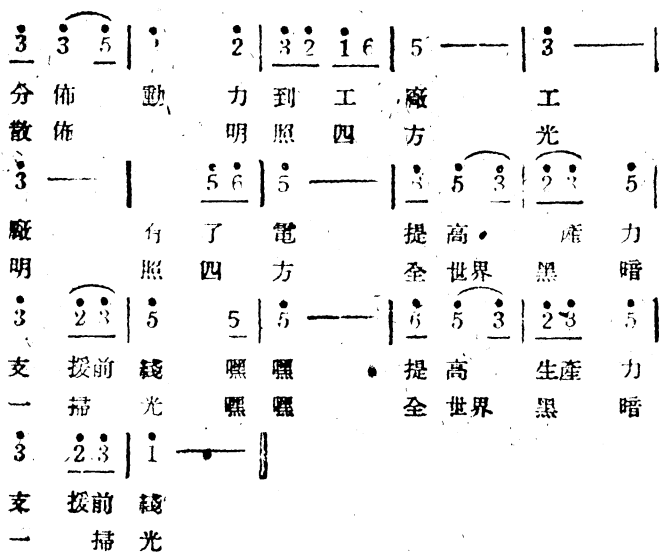 3 3 5 | 2 | 3 2 1 6 | 5 —— | 3 ——
分佈動力到工廠工
散佈明照四方光
3 —— | 5 6 | 5 —— | 3 5 3 | 2 3 5 |
廠有了電提高產力
明照四方全世界黑暗
3 2 3 | 5 5 | 5 —— | 6 5 3 | 2 3 5 |
支援前綫嘿嘿提高生產力
一掃光嘿嘿全世界黑暗
3 2 3 | 1 ——
支援前綫
一掃光